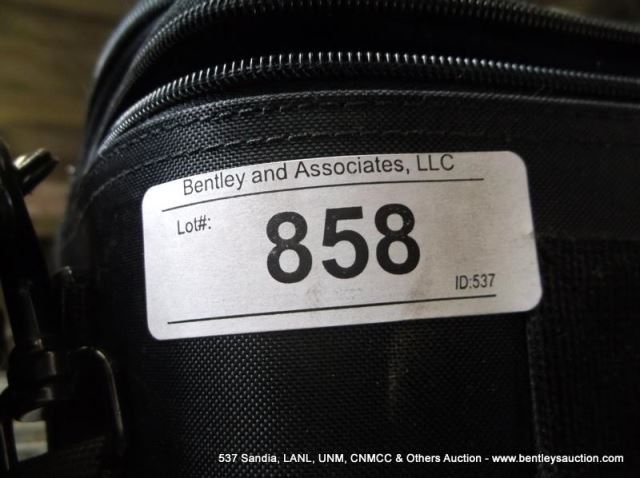 Bentley and Associates, LLC
Lot#:
858
ID:537
537 Sandia, LANL, UNM, CNMCC & Others Auction - www.bentleysauction.com